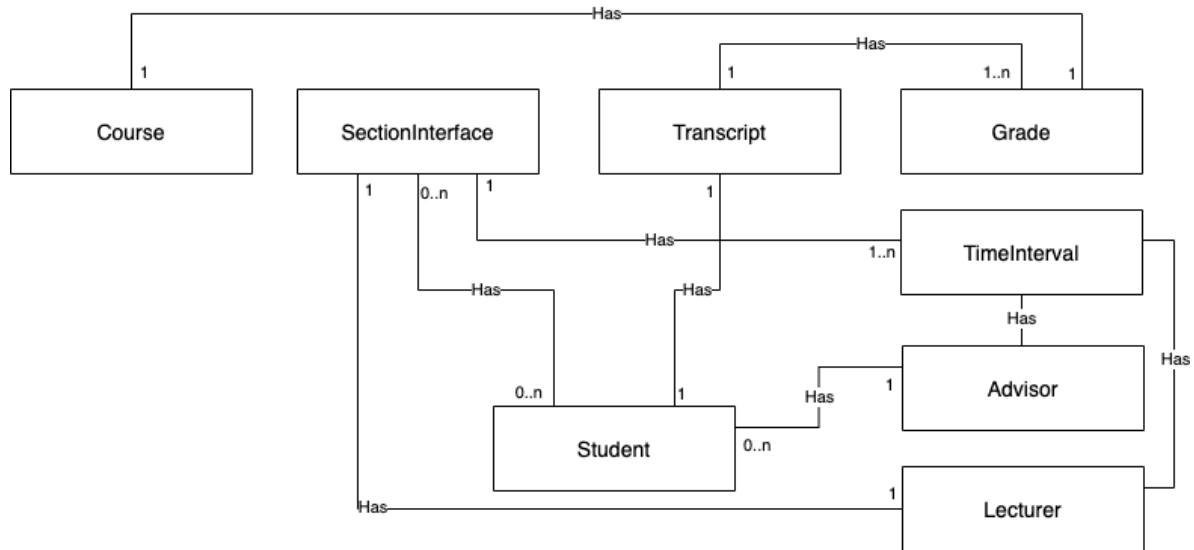 Has
Has
1
1
1..n
1
Course
SectionInterface
Transcript
Grade
1
0..n
1
1
Has
1..n
TimeInterval
Has
Has
Has
Has
0..n
1
1
Advisor
Has
Student
0..n
1
Has
Lecturer